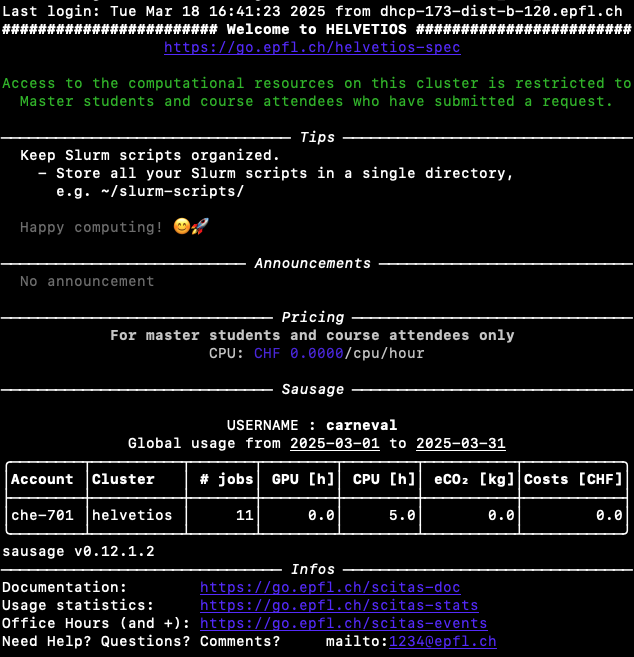 Last login: Tue Mar 18 16:41:23 2025 from dhcp-173-dist-b-120.epfl.ch
######################## Welcome to HELVETIOS ########################
https://go.epfl.ch/helvetios-spec
Access to the computational resources on this cluster is restricted to
Master students and course attendees who have submitted a request.
Tips
Keep Slurm scripts organized.
- Store all your Slurm scripts in a single directory,
e.g. ~/slurm-scripts/
Happy computing! 😊🚀
Announcements
No announcement
Pricing
For master students and course attendees only
CPU: CHF 0.0000/cpu/hour
Sausage
USERNAME : carneval
Global usage from 2025-03-01 to 2025-03-31
Account Cluster # jobs GPU [h] CPU [h] eCO₂ [kg] Costs [CHF]
che-701 helvetios 11 0.0 5.0 0.0 0.0
sausage v0.12.1.2
Infos
Documentation: https://go.epfl.ch/scitas-doc
Usage statistics: https://go.epfl.ch/scitas-stats
Office Hours (and +): https://go.epfl.ch/scitas-events
Need Help? Questions? Comments? mailto:1234@epfl.ch